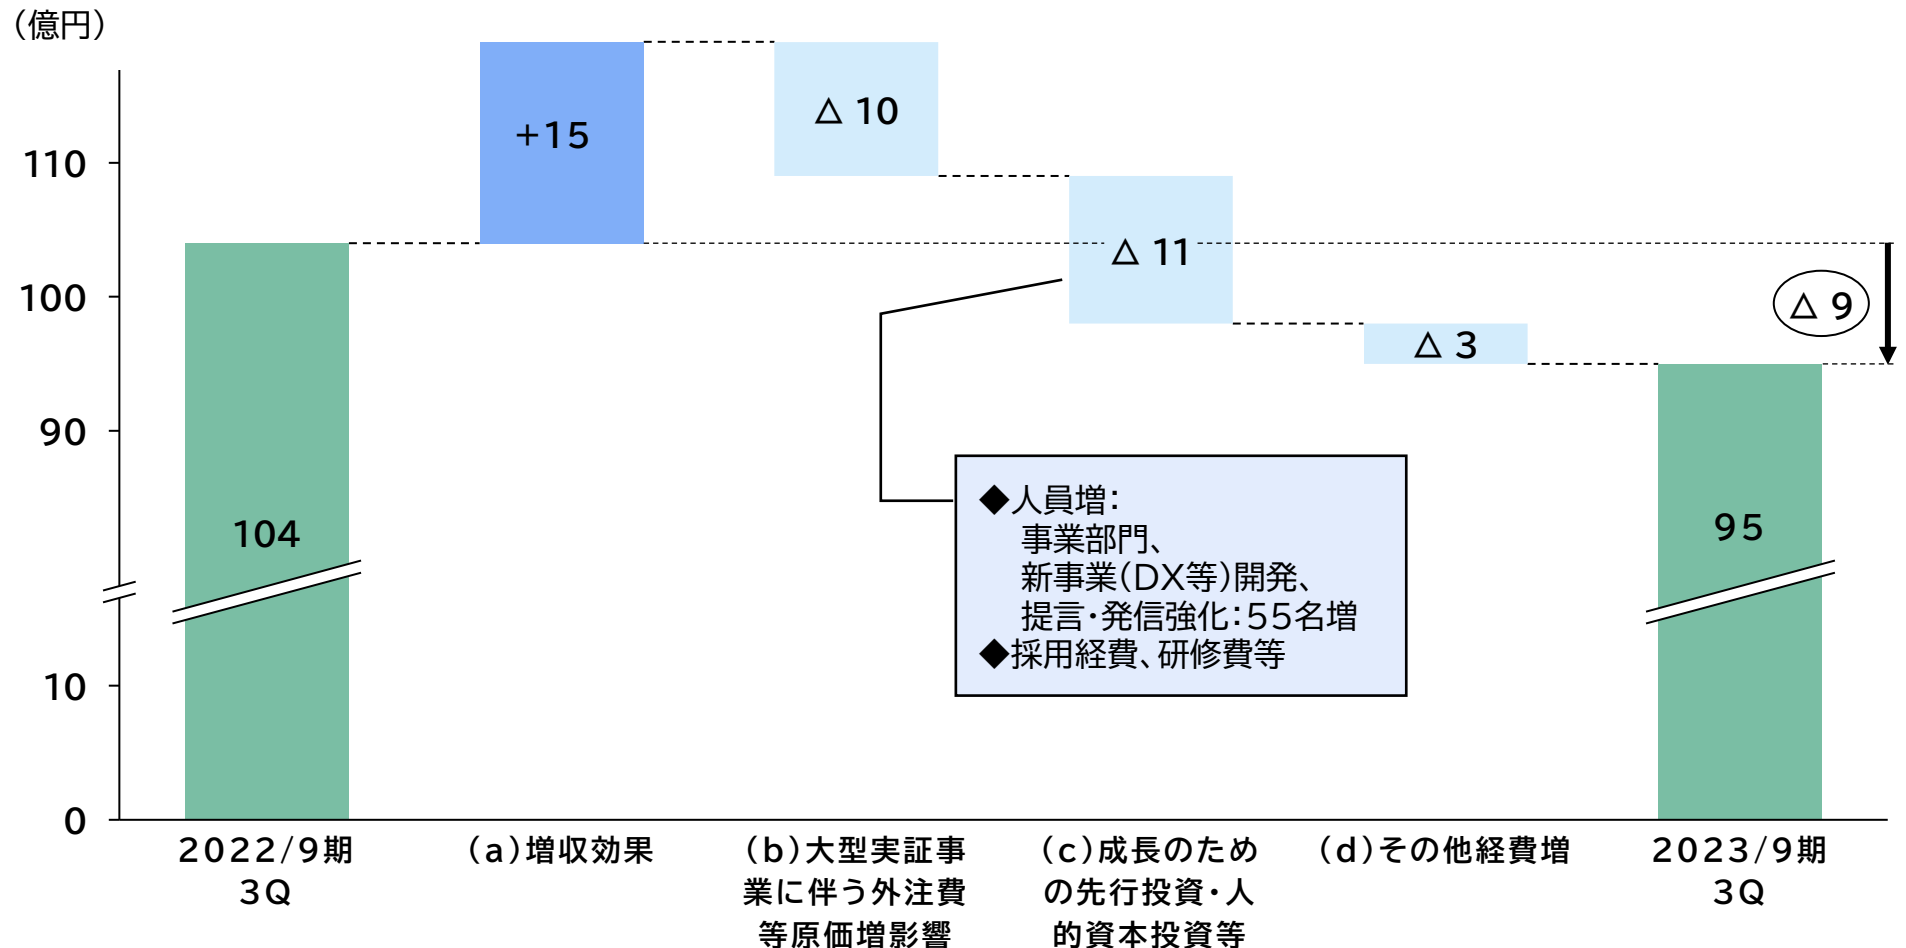 （億円）
+15
△ 10
110
△ 11
100
△ 9
△ 3
90
◆人員増：
事業部門、
新事業（DX等）開発、
提言・発信強化：55名増
◆採用経費、研修費等
104
95
10
0
2022/9期
3Q
（a）増収効果
（b）大型実証事
業に伴う外注費
等原価増影響
（c）成長のため
の先行投資・人
的資本投資等
（d）その他経費増
2023/9期
3Q